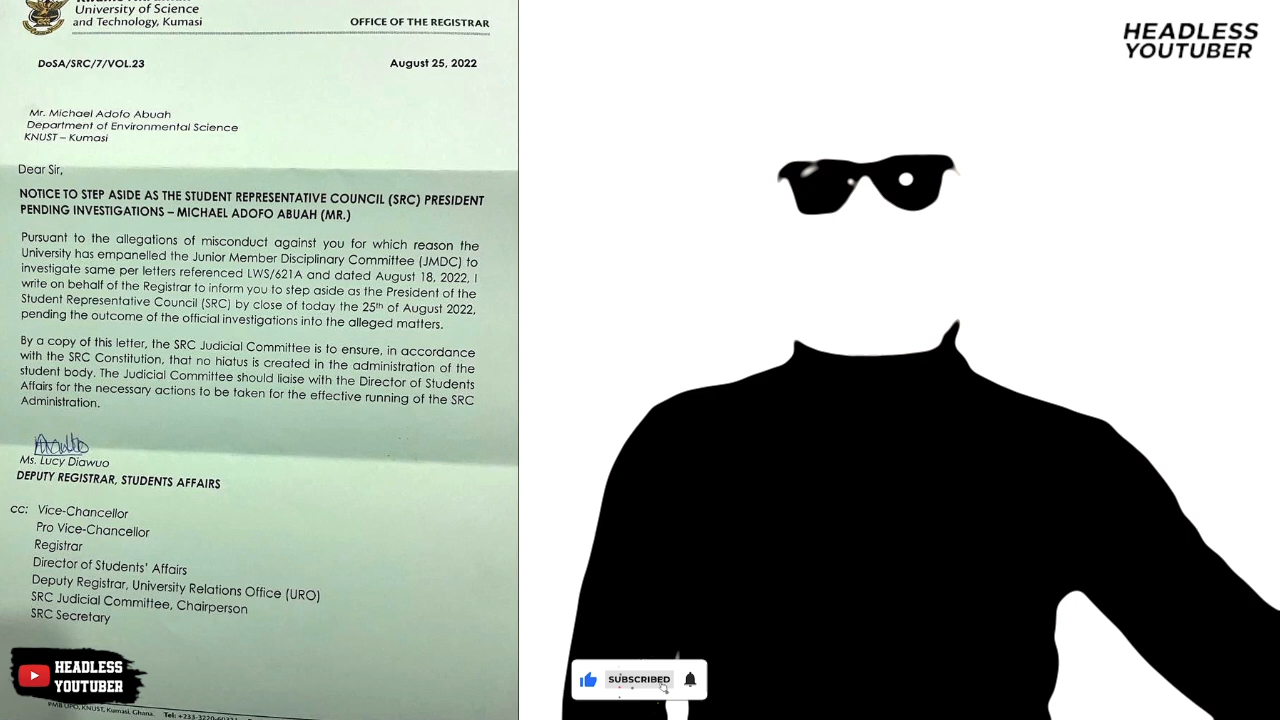 University of Science
and Technology, Kumasi
OFFICE OF THE REGISTRAR
DoSA/SRC/7/VOL.23
August 25, 2022
Mr. Michael Adofo Abuah
Department of Environmental Science
KNUST – Kumasi
Dear Sir,
NOTICE TO STEP ASIDE AS THE STUDENT REPRESENTATIVE COUNCIL (SRC) PRESIDENT
PENDING INVESTIGATIONS – MICHAEL ADOFO ABUAH (MR.)
Pursuant to the allegations of misconduct against you for which reason the
University has empanelled the Junior Member Disciplinary Committee (JMDC) to
investigate same per letters referenced LWS/621A and dated August 18, 2022, I
write on behalf of the Registrar to inform you to step aside as the President of the
Student Representative Council (SRC) by close of today the 25th of August 2022,
pending the outcome of the official investigations into the alleged matters.
By a copy of this letter, the SRC Judicial Committee is to ensure, in accordance
with the SRC Constitution, that no hiatus is created in the administration of the
student body. The Judicial Committee should liaise with the Director of Students
Affairs for the necessary actions to be taken for the effective running of the SRC
Administration.
Ms. Lucy Diawuo
DEPUTY REGISTRAR, STUDENTS AFFAIRS
cc: Vice-Chancellor
Pro Vice-Chancellor
Registrar
Director of Students' Affairs
Deputy Registrar, University Relations Office (URO)
SRC Judicial Committee, Chairperson
SRC Secretary
HEADLESS
YOUTUBER
PMB UPO, KNUST, Kumasi, Ghana.
HEADLESS
YOUTUBER
SUBSCRIBED